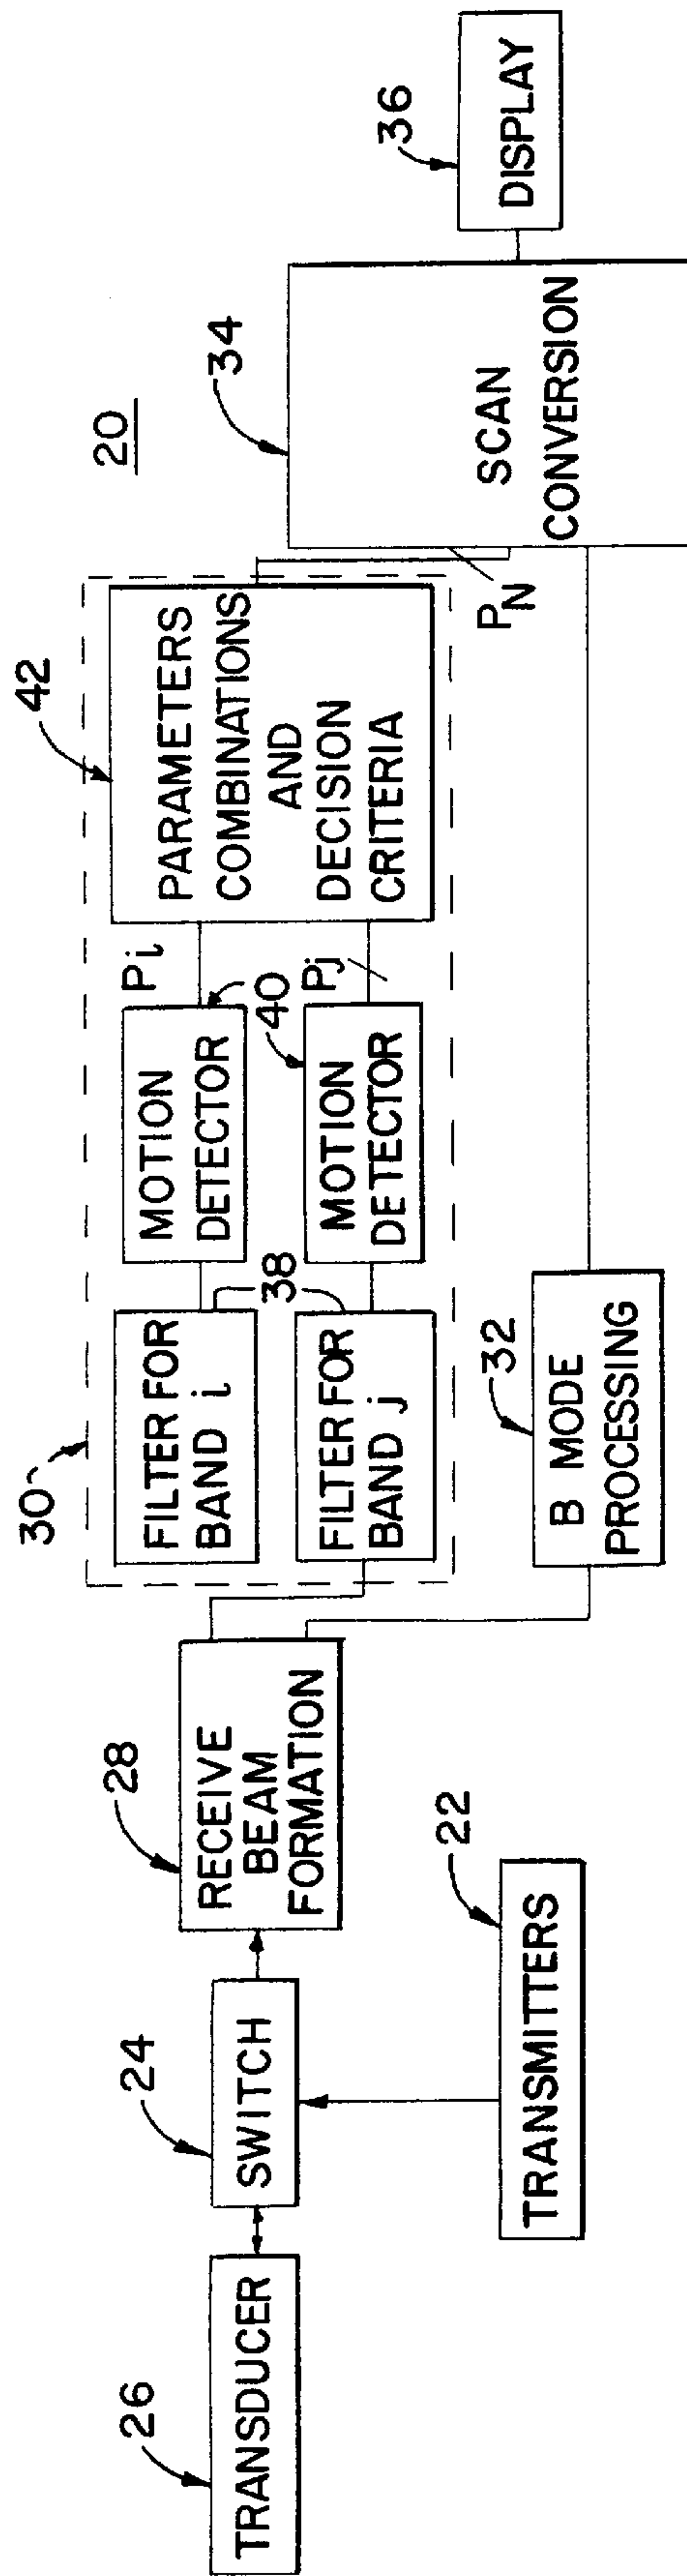 20
26
TRANSDUCER
24
SWITCH
22
TRANSMITTERS
28
RECEIVE
BEAM
FORMATION
30
FILTER FOR
BAND i
38
FILTER FOR
BAND j
MOTION
DETECTOR
40
MOTION
DETECTOR
Pi
Pj
42
PARAMETERS
COMBINATIONS
AND
DECISION
CRITERIA
PN
32
B MODE
PROCESSING
34
SCAN
CONVERSION
36
DISPLAY